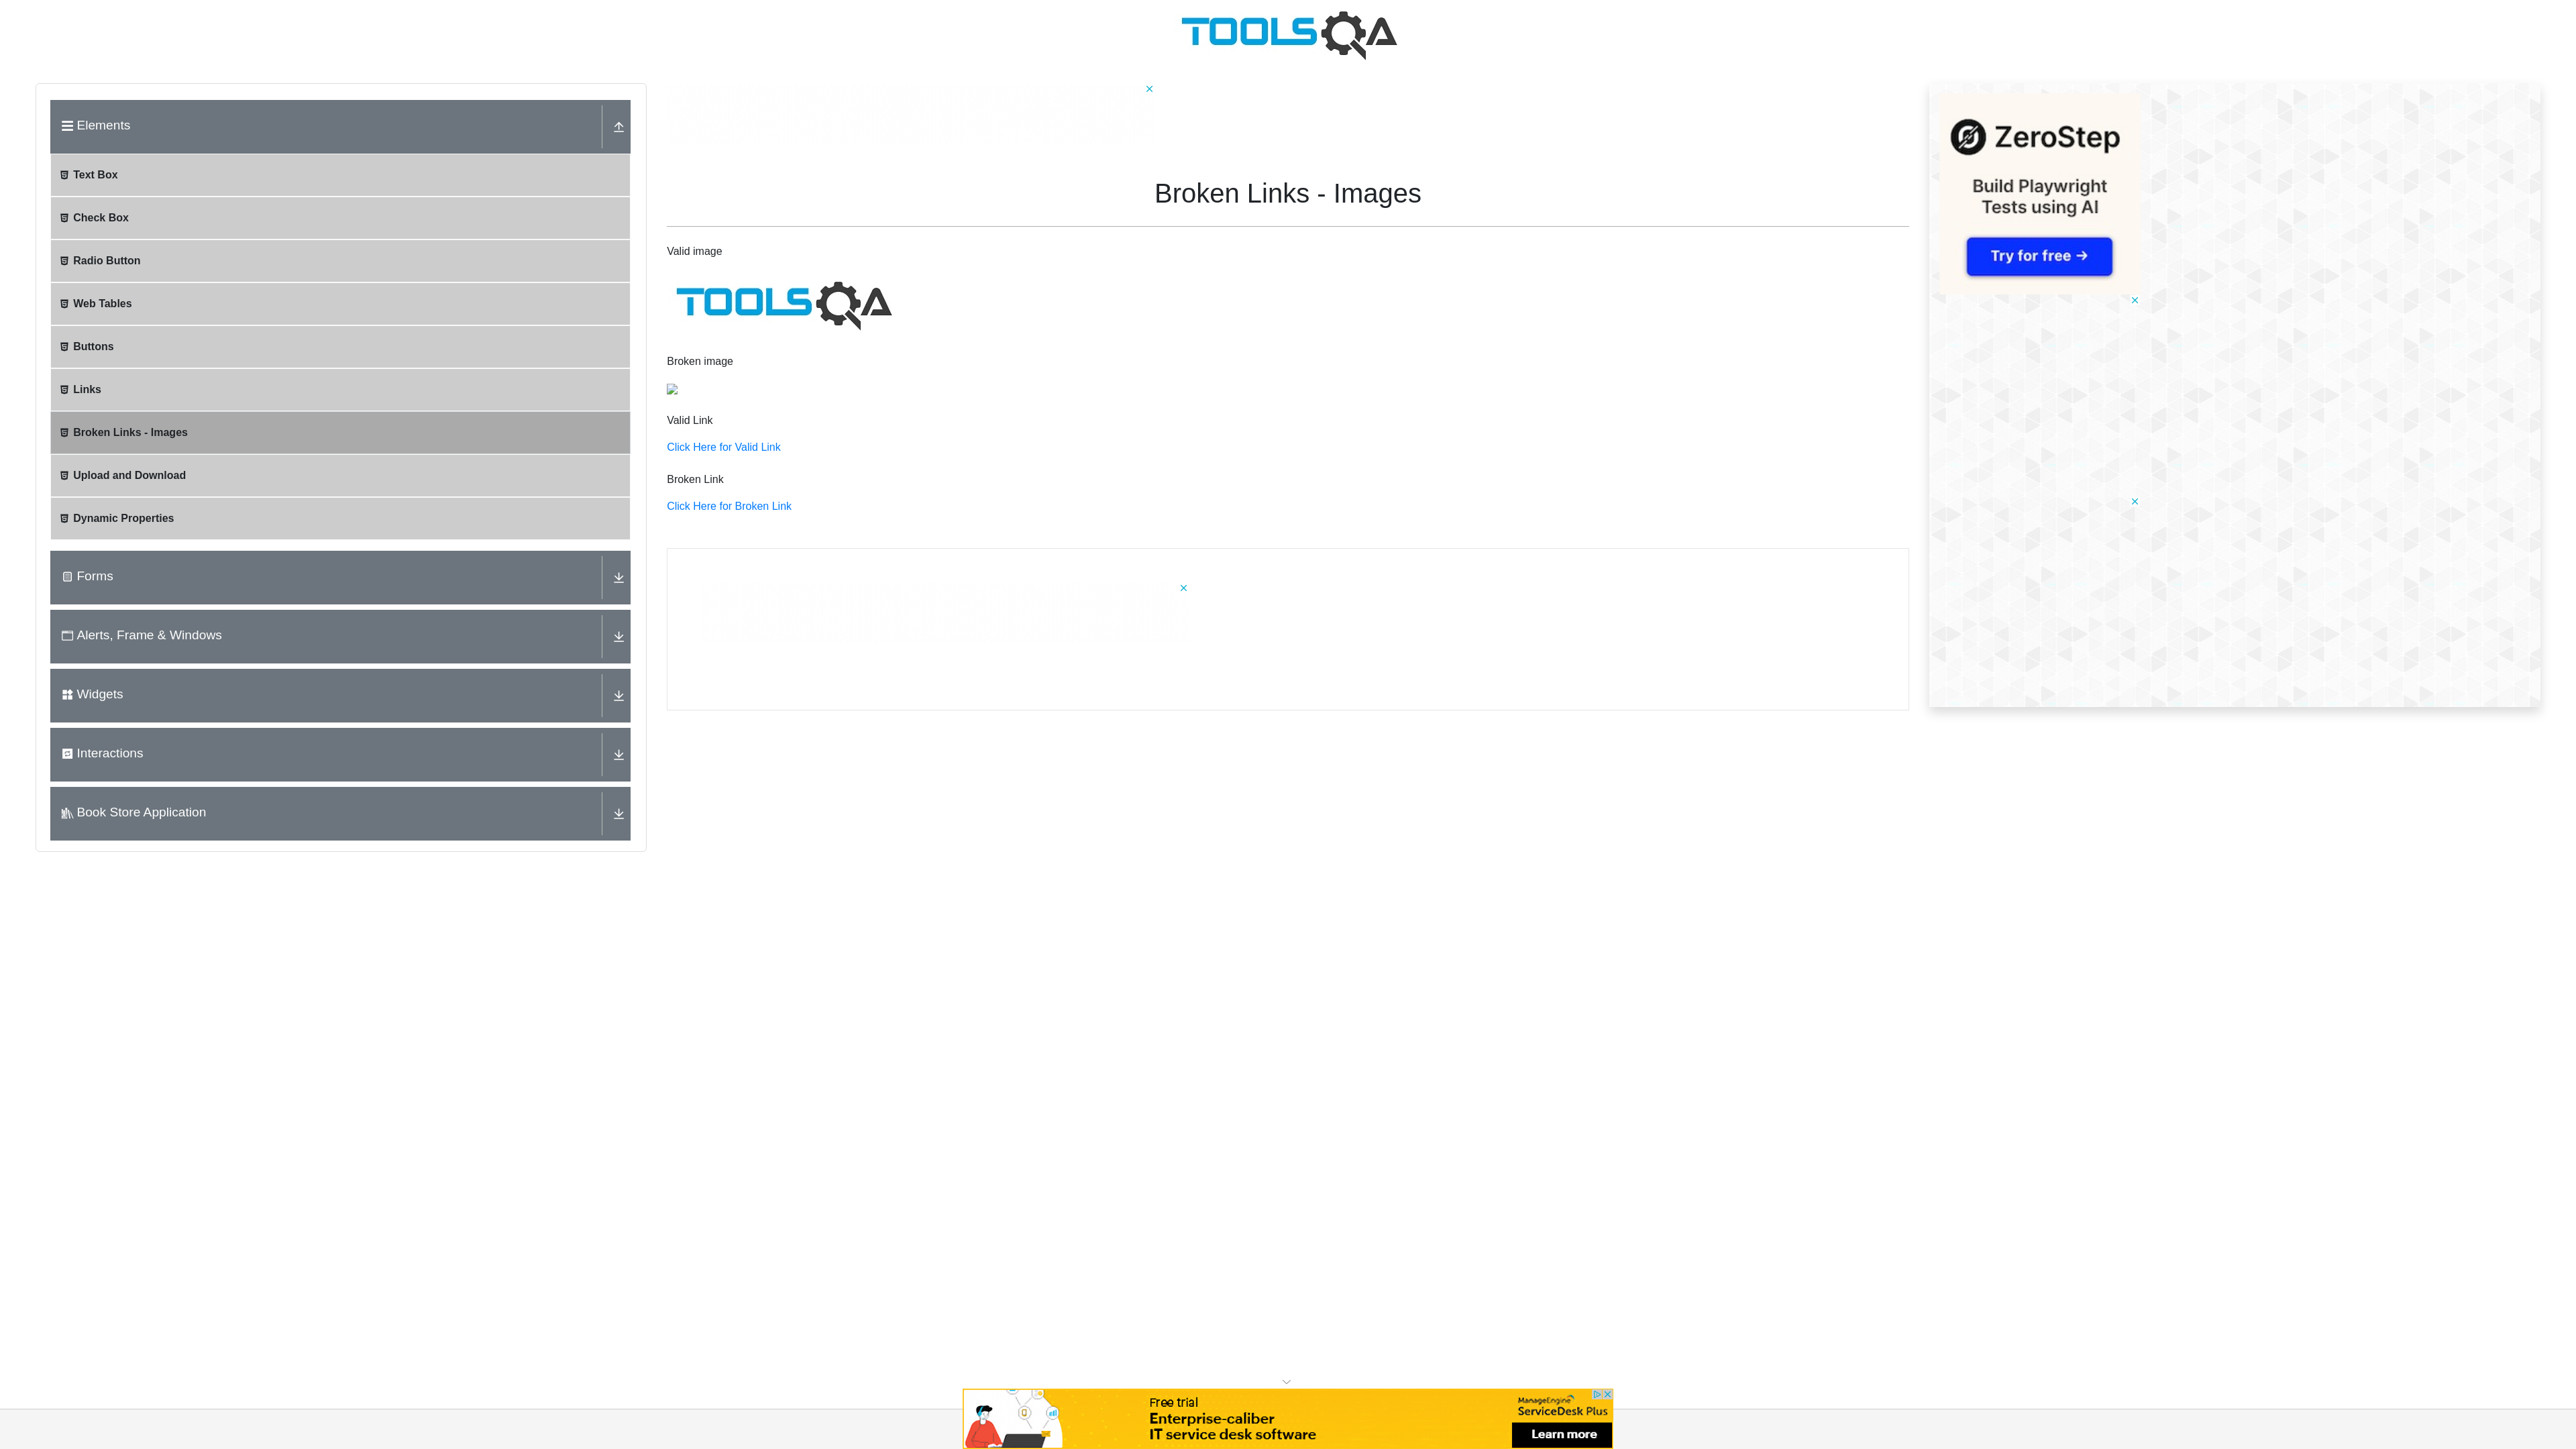 TOOLSQA
Elements
Text Box
Check Box
Radio Button
Web Tables
Buttons
Links
Broken Links - Images
Upload and Download
Dynamic Properties
Forms
Alerts, Frame & Windows
Widgets
Interactions
Book Store Application
Broken Links - Images
Valid image
TOOLSQA
Broken image
Valid Link
Click Here for Valid Link
Broken Link
Click Here for Broken Link
ZeroStep
Build Playwright
Tests using AI
Try for free →
Free trial
Enterprise-caliber
IT service desk software
ManageEngine
ServiceDesk Plus
Learn more